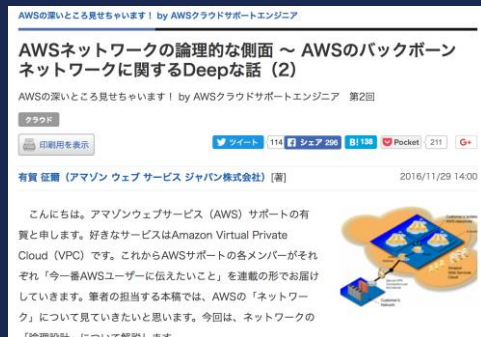 AWSの深いところ見せちゃいます！ by AWSクラウドサポートエンジニア
AWSネットワークの論理的な側面 ～ AWSのバックボーン
ネットワークに関するDeepな話（2）
AWSの深いところ見せちゃいます！ by AWSクラウドサポートエンジニア　第2回
クラウド
印刷用を表示
ツイート 114 シェア 296 B! 138 Pocket 211 G+
有賀 征爾（アマゾン ウェブ サービス ジャパン株式会社）[著]
2016/11/29 14:00
こんにちは。アマゾンウェブサービス（AWS）サポートの有
賀と申します。好きなサービスはAmazon Virtual Private
Cloud（VPC）です。これからAWSサポートの各メンバーがそれ
ぞれ「今一番AWSユーザーに伝えたいこと」を連載の形でお届け
していきます。筆者の担当する本稿では、AWSの「ネットワー
ク」について見ていきたいと思います。今回は、ネットワークの
「論理設計」について解説します。